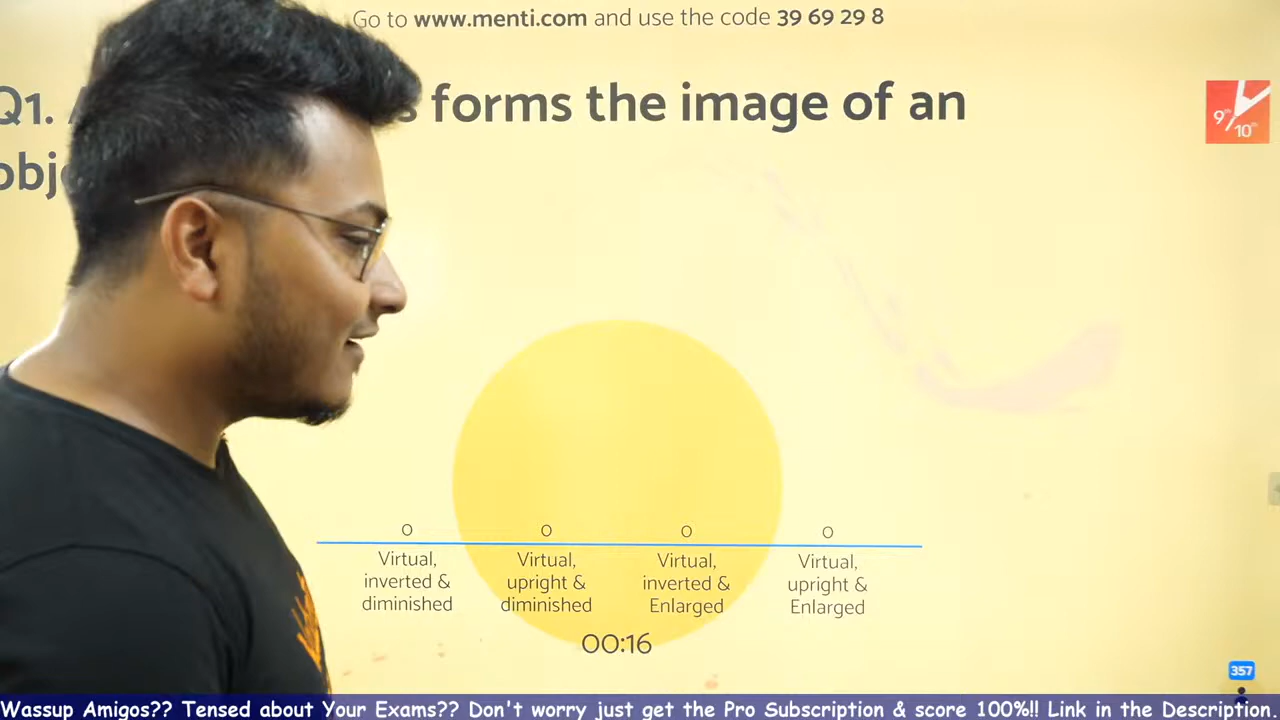 Go to www.menti.com and use the code 39 69 29 8
Q1. forms the image of an
9th/10th
0 0 0 0
Virtual, inverted & diminished
Virtual, upright & diminished
Virtual, inverted & Enlarged
Virtual, upright & Enlarged
00:16
357
Wassup Amigos?? Tensed about Your Exams?? Don't worry just get the Pro Subscription & score 100%!! Link in the Description.